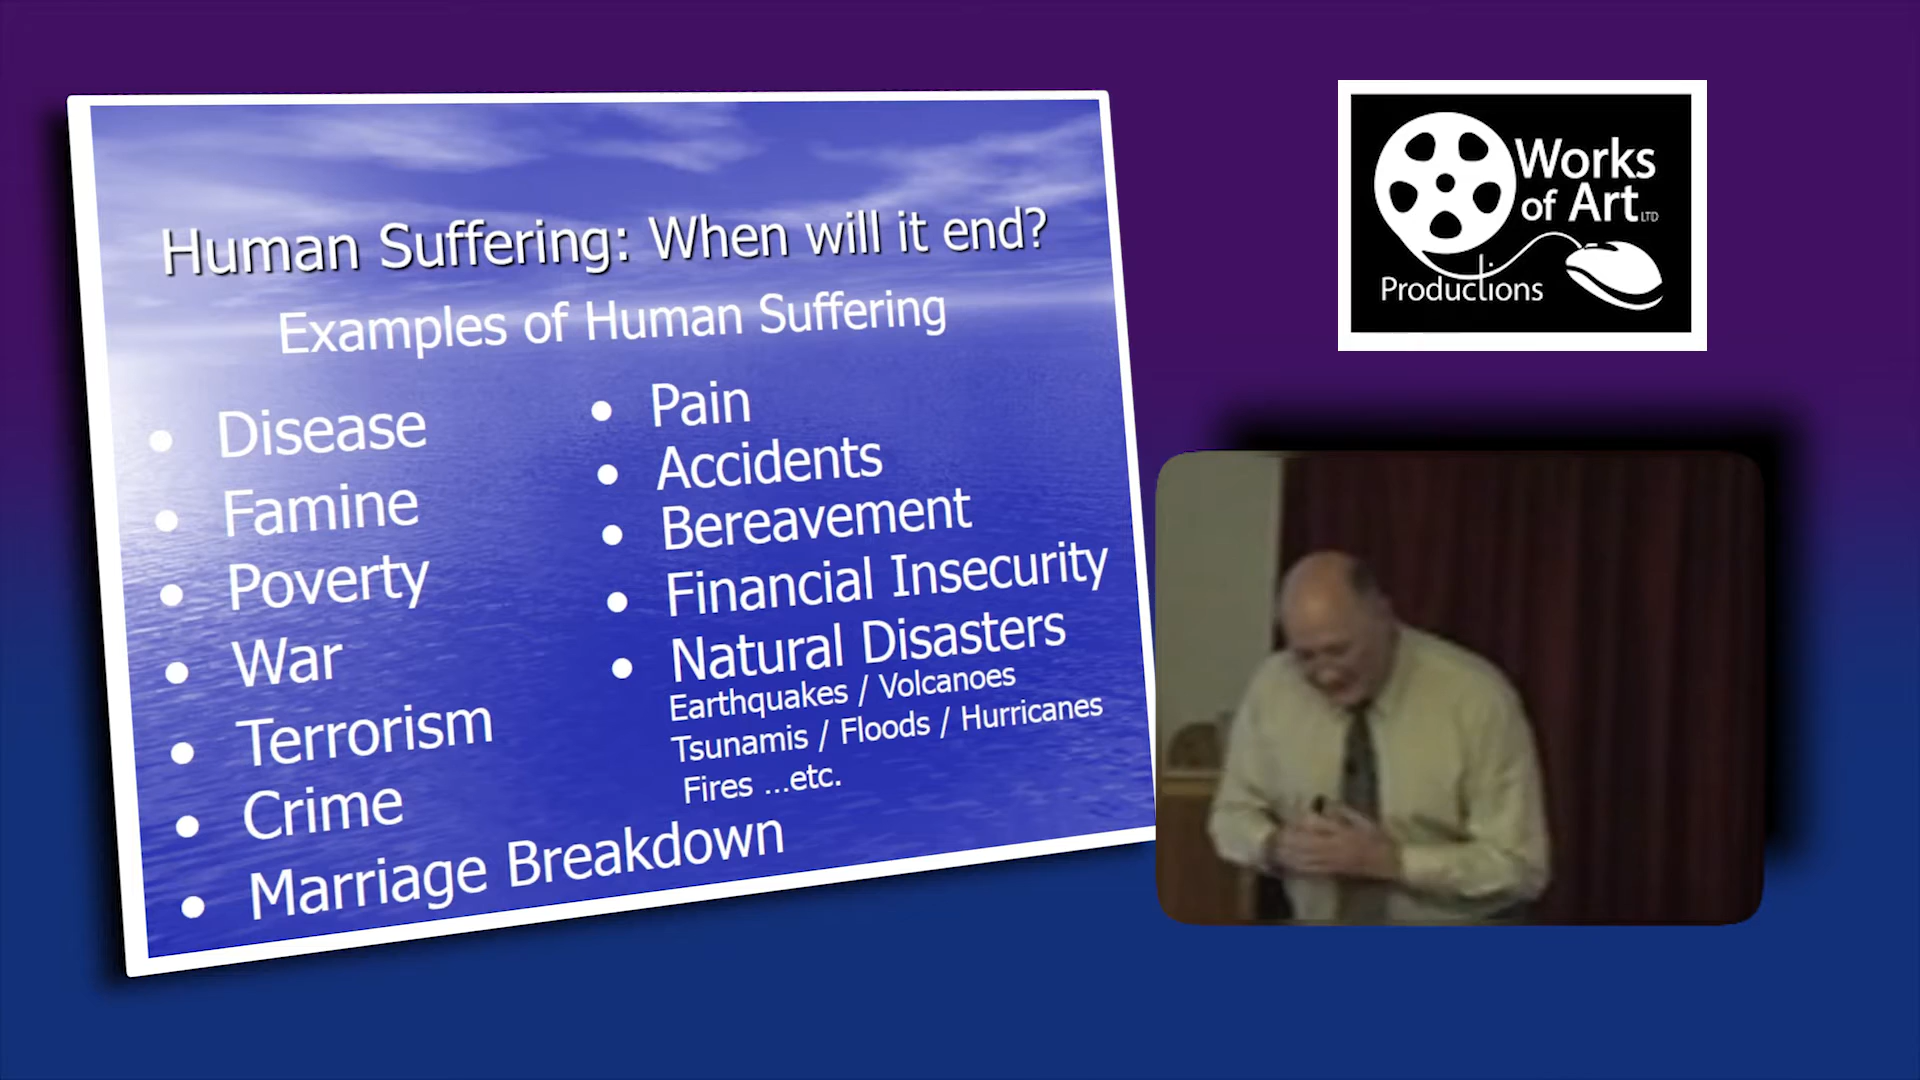 Human Suffering: When will it end?
Examples of Human Suffering
• Disease
• Famine
• Poverty
• War
• Terrorism
• Crime
• Marriage Breakdown
• Pain
• Accidents
• Bereavement
• Financial Insecurity
• Natural Disasters
Earthquakes / Volcanoes
Tsunamis / Floods / Hurricanes
Fires ...etc.
Works
of Art LTD
Productions